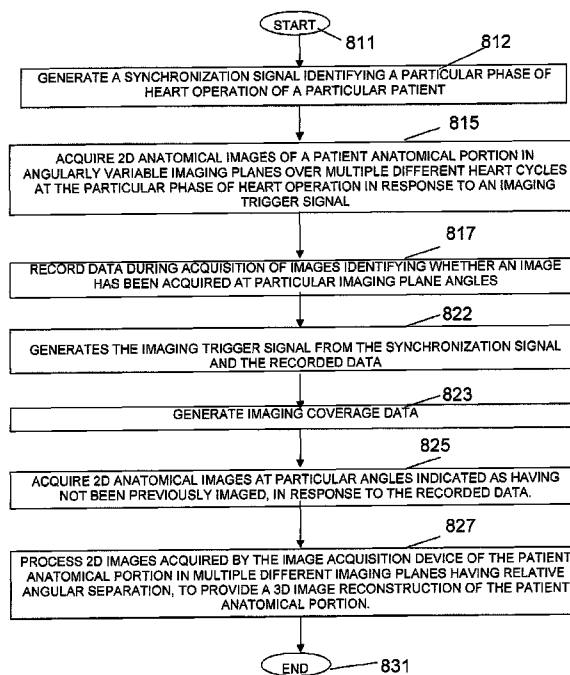 START
811
812
GENERATE A SYNCHRONIZATION SIGNAL IDENTIFYING A PARTICULAR PHASE OF
HEART OPERATION OF A PARTICULAR PATIENT
815
ACQUIRE 2D ANATOMICAL IMAGES OF A PATIENT ANATOMICAL PORTION IN
ANGULARLY VARIABLE IMAGING PLANES OVER MULTIPLE DIFFERENT HEART CYCLES
AT THE PARTICULAR PHASE OF HEART OPERATION IN RESPONSE TO AN IMAGING
TRIGGER SIGNAL
817
RECORD DATA DURING ACQUISITION OF IMAGES IDENTIFYING WHETHER AN IMAGE
HAS BEEN ACQUIRED AT PARTICULAR IMAGING PLANE ANGLES
822
GENERATES THE IMAGING TRIGGER SIGNAL FROM THE SYNCHRONIZATION SIGNAL
AND THE RECORDED DATA
823
GENERATE IMAGING COVERAGE DATA
825
ACQUIRE 2D ANATOMICAL IMAGES AT PARTICULAR ANGLES INDICATED AS HAVING
NOT BEEN PREVIOUSLY IMAGED, IN RESPONSE TO THE RECORDED DATA.
827
PROCESS 2D IMAGES ACQUIRED BY THE IMAGE ACQUISITION DEVICE OF THE PATIENT
ANATOMICAL PORTION IN MULTIPLE DIFFERENT IMAGING PLANES HAVING RELATIVE
ANGULAR SEPARATION, TO PROVIDE A 3D IMAGE RECONSTRUCTION OF THE PATIENT
ANATOMICAL PORTION.
END
831